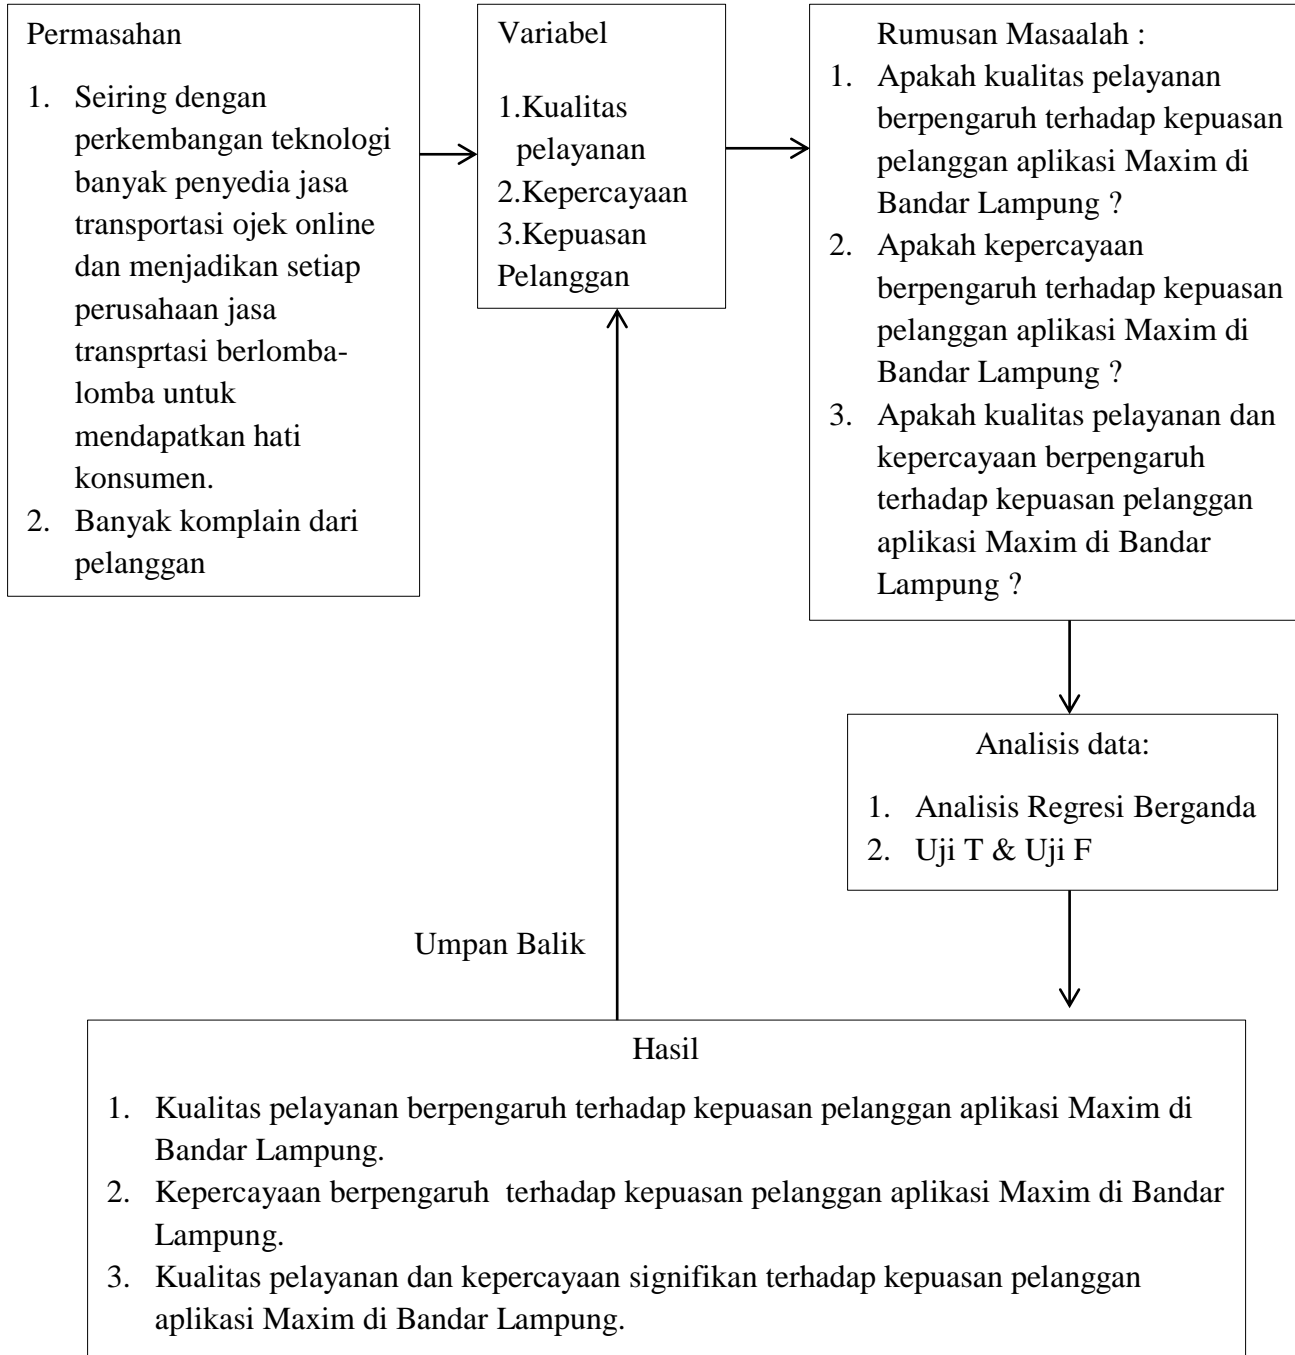 Permasahan
1. Seiring dengan
perkembangan teknologi
banyak penyedia jasa
transportasi ojek online
dan menjadikan setiap
perusahaan jasa
transprtasi berlomba-
lomba untuk
mendapatkan hati
konsumen.
2. Banyak komplain dari
pelanggan
Variabel
1.Kualitas
pelayanan
2.Kepercayaan
3.Kepuasan
Pelanggan
Rumusan Masaalah :
1. Apakah kualitas pelayanan
berpengaruh terhadap kepuasan
pelanggan aplikasi Maxim di
Bandar Lampung ?
2. Apakah kepercayaan
berpengaruh terhadap kepuasan
pelanggan aplikasi Maxim di
Bandar Lampung ?
3. Apakah kualitas pelayanan dan
kepercayaan berpengaruh
terhadap kepuasan pelanggan
aplikasi Maxim di Bandar
Lampung ?
Analisis data:
1. Analisis Regresi Berganda
2. Uji T & Uji F
Umpan Balik
Hasil
1. Kualitas pelayanan berpengaruh terhadap kepuasan pelanggan aplikasi Maxim di
Bandar Lampung.
2. Kepercayaan berpengaruh  terhadap kepuasan pelanggan aplikasi Maxim di Bandar
Lampung.
3. Kualitas pelayanan dan kepercayaan signifikan terhadap kepuasan pelanggan
aplikasi Maxim di Bandar Lampung.